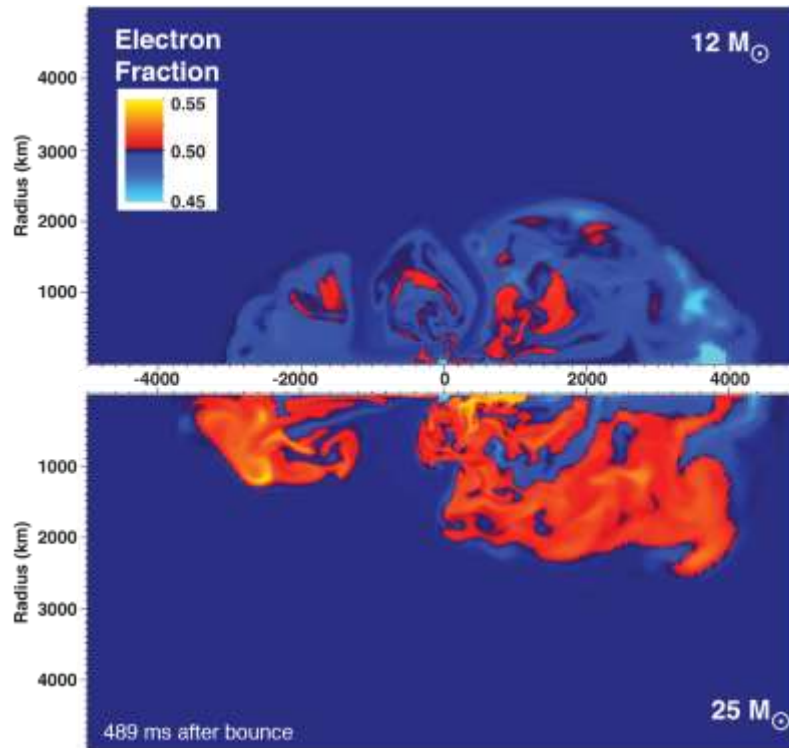 Electron
Fraction
0.55
0.50
0.45
12 M☉
Radius (km)
4000
3000
2000
1000
-4000 -2000 0 2000 4000
Radius (km)
1000
2000
3000
4000
25 M☉
489 ms after bounce